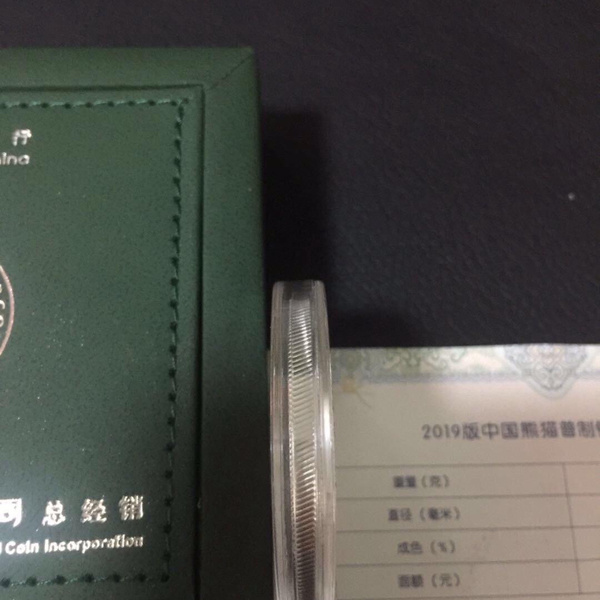 行
hina
司 总经销
Coin Incorporation
2019版中国熊猫普制
重量（克）
直径（毫米）
成色（%）
面额（元）